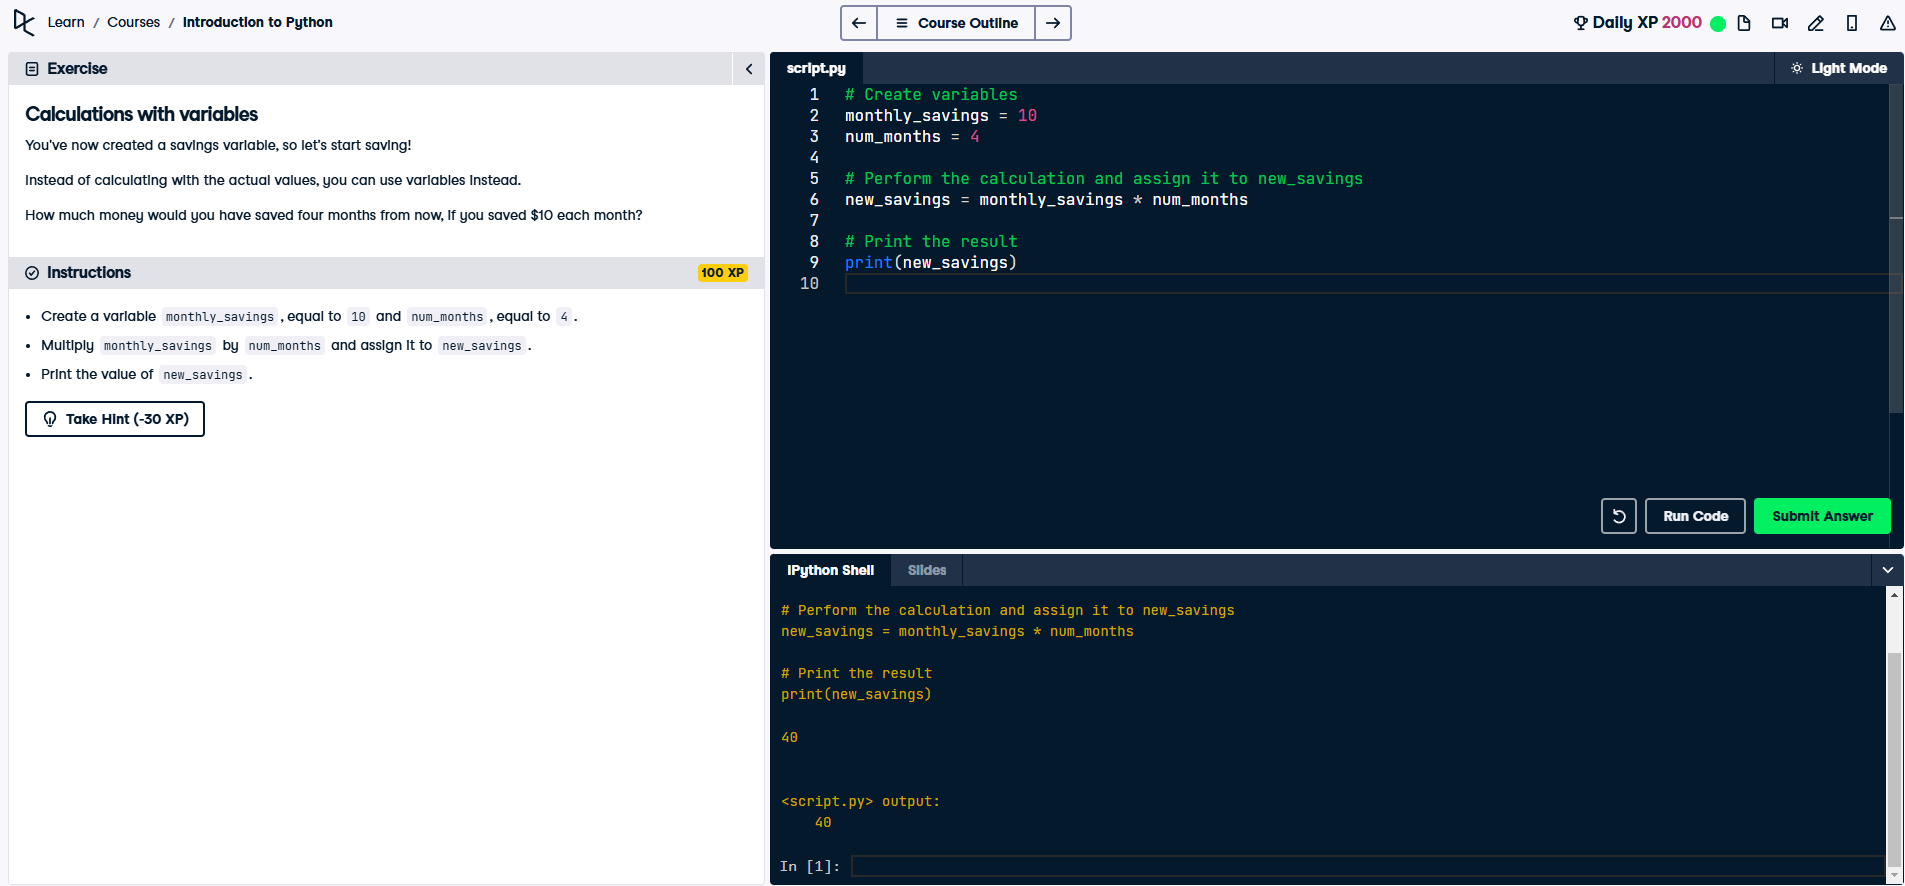 Learn / Courses / Introduction to Python
Course Outline
Daily XP 2000
Exercise
Calculations with variables
You've now created a savings variable, so let's start saving!
Instead of calculating with the actual values, you can use variables instead.
How much money would you have saved four months from now, if you saved $10 each month?
Instructions
100 XP
• Create a variable monthly_savings, equal to 10 and num_months, equal to 4.
• Multiply monthly_savings by num_months and assign it to new_savings.
• Print the value of new_savings.
Take Hint (-30 XP)
script.py
Light Mode
1 # Create variables
2 monthly_savings = 10
3 num_months = 4
4
5 # Perform the calculation and assign it to new_savings
6 new_savings = monthly_savings * num_months
7
8 # Print the result
9 print(new_savings)
10
Run Code
Submit Answer
IPython Shell
Slides
# Perform the calculation and assign it to new_savings
new_savings = monthly_savings * num_months
# Print the result
print(new_savings)
40
<script.py> output:
40
In [1]: